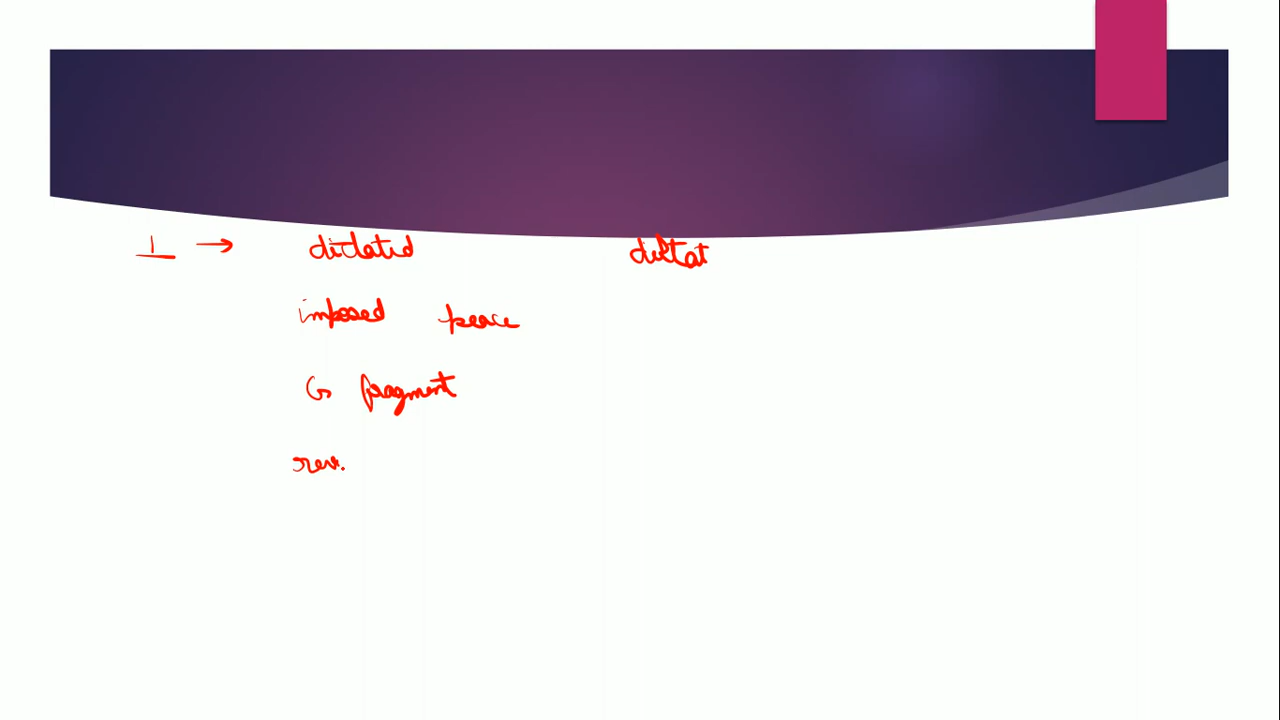 1 → dictated diktat
imposed peace
G fragment
rev.